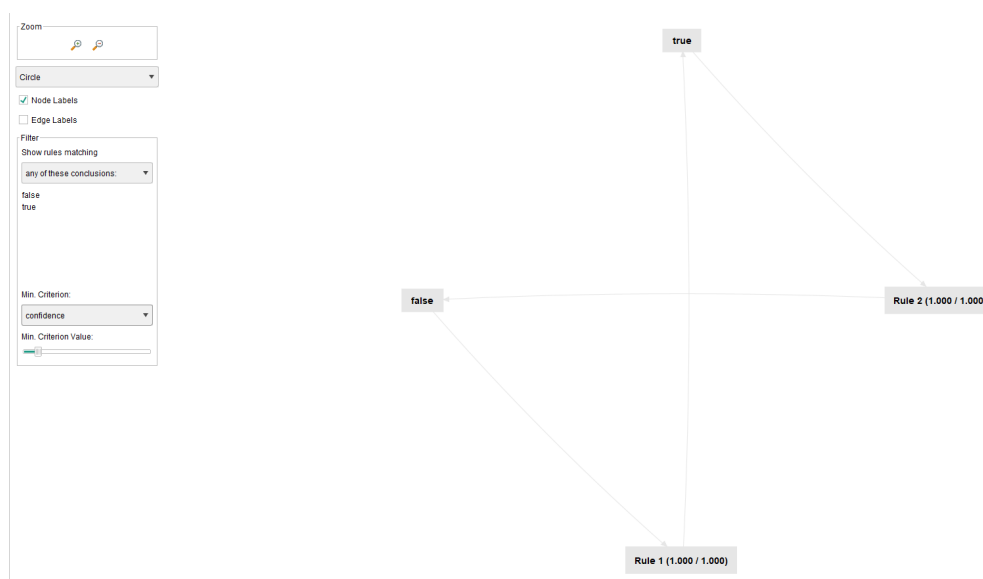 Zoom
Circle
Node Labels
Edge Labels
Filter
Show rules matching
any of these conclusions:
false
true
Min. Criterion:
confidence
Min. Criterion Value:
true
false
Rule 2 (1.000 / 1.000
Rule 1 (1.000 / 1.000)